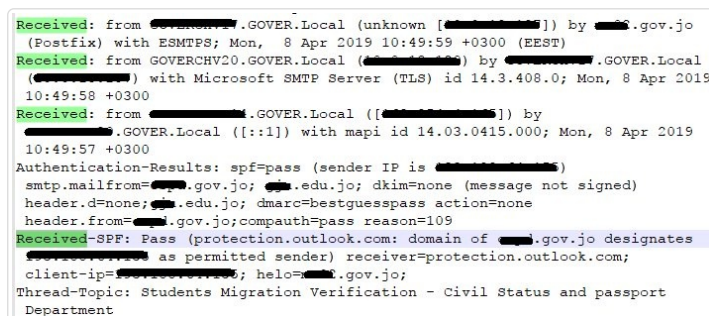 Received: from .GOVER.Local (unknown [ ]) by .gov.jo
(Postfix) with ESMTPS; Mon, 8 Apr 2019 10:49:59 +0300 (EEST)
Received: from GOVERCHV20.GOVER.Local ( ) by .GOVER.Local
( ) with Microsoft SMTP Server (TLS) id 14.3.408.0; Mon, 8 Apr 2019
10:49:58 +0300
Received: from .GOVER.Local ([ ]) by
.GOVER.Local ([::1]) with mapi id 14.03.0415.000; Mon, 8 Apr 2019
10:49:57 +0300
Authentication-Results: spf=pass (sender IP is )
smtp.mailfrom= .gov.jo; .edu.jo; dkim=none (message not signed)
header.d=none; .edu.jo; dmarc=bestguesspass action=none
header.from= .gov.jo;compauth=pass reason=109
Received-SPF: Pass (protection.outlook.com: domain of .gov.jo designates
as permitted sender) receiver=protection.outlook.com;
client-ip= ; helo= .gov.jo;
Thread-Topic: Students Migration Verification - Civil Status and passport
Department